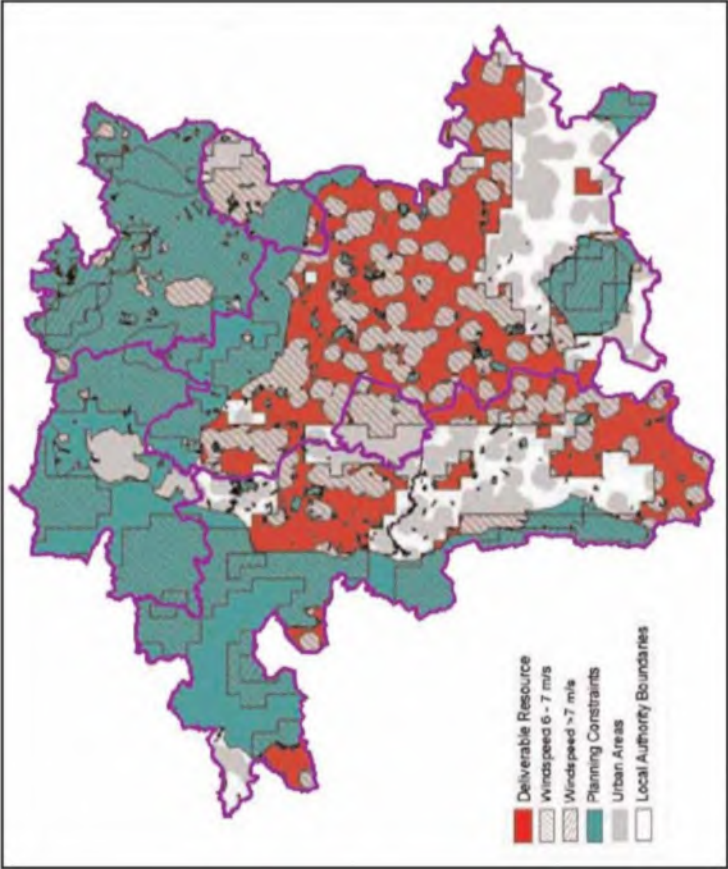 Deliverable Resource
Windspeed 6 - 7 m/s
Windspeed >7 m/s
Planning Constraints
Urban Areas
Local Authority Boundaries